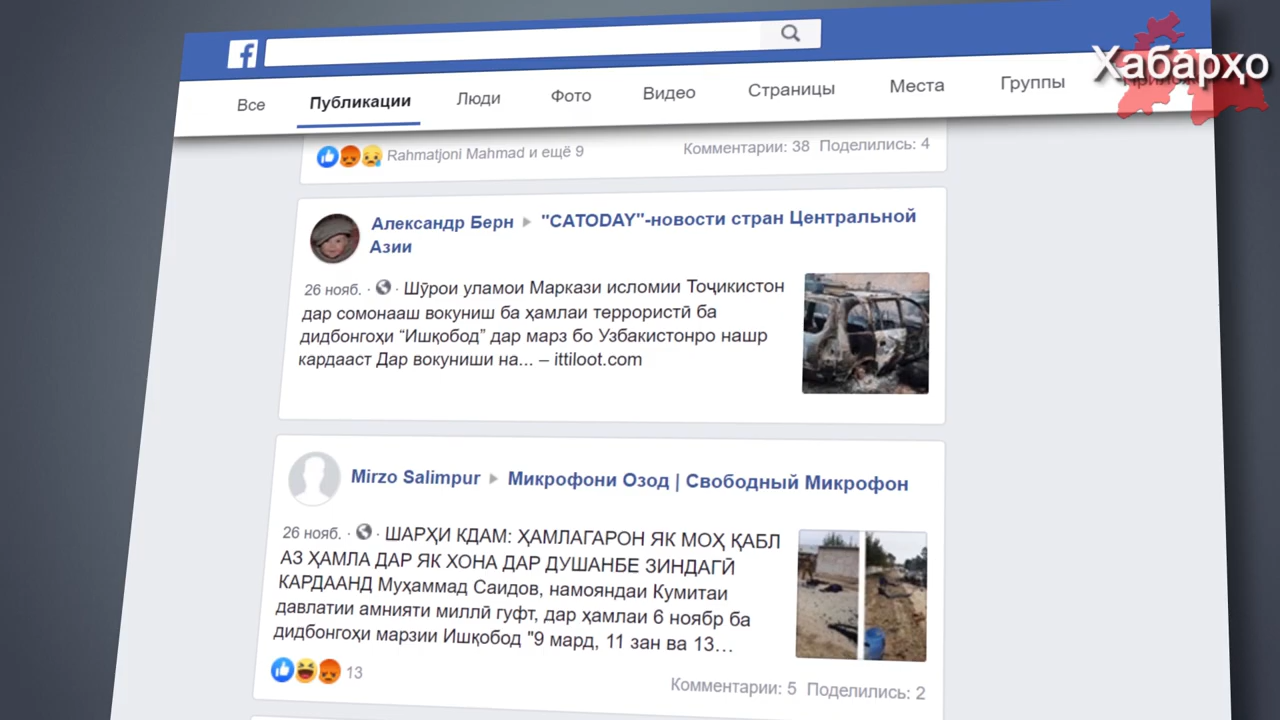 Хабарҳо
Все Публикации Люди Фото Видео Страницы Места Группы
Rahmatjoni Mahmad и ещё 9 Комментарии: 38 Поделились: 4
Александр Берн "CATODAY"-новости стран Центральной
Азии
26 нояб. · Шӯрои уламои Маркази исломии Тоҷикистон
дар сомонааш вокуниш ба ҳамлаи террористӣ ба
дидбонгоҳи “Ишқобод” дар марз бо Узбакистонро нашр
кардааст Дар вокуниши на... – ittiloot.com
Mirzo Salimpur Микрофони Озод | Свободный Микрофон
26 нояб. · ШАРҲИ КДАМ: ҲАМЛАГАРОН ЯК МОҲ ҚАБЛ
АЗ ҲАМЛА ДАР ЯК ХОНА ДАР ДУШАНБЕ ЗИНДАГӢ
КАРДААНД Муҳаммад Саидов, намояндаи Кумитаи
давлатии амнияти миллӣ гуфт, дар ҳамлаи 6 ноябр ба
дидбонгоҳи марзии Ишқобод "9 мард, 11 зан ва 13…
13 Комментарии: 5 Поделились: 2